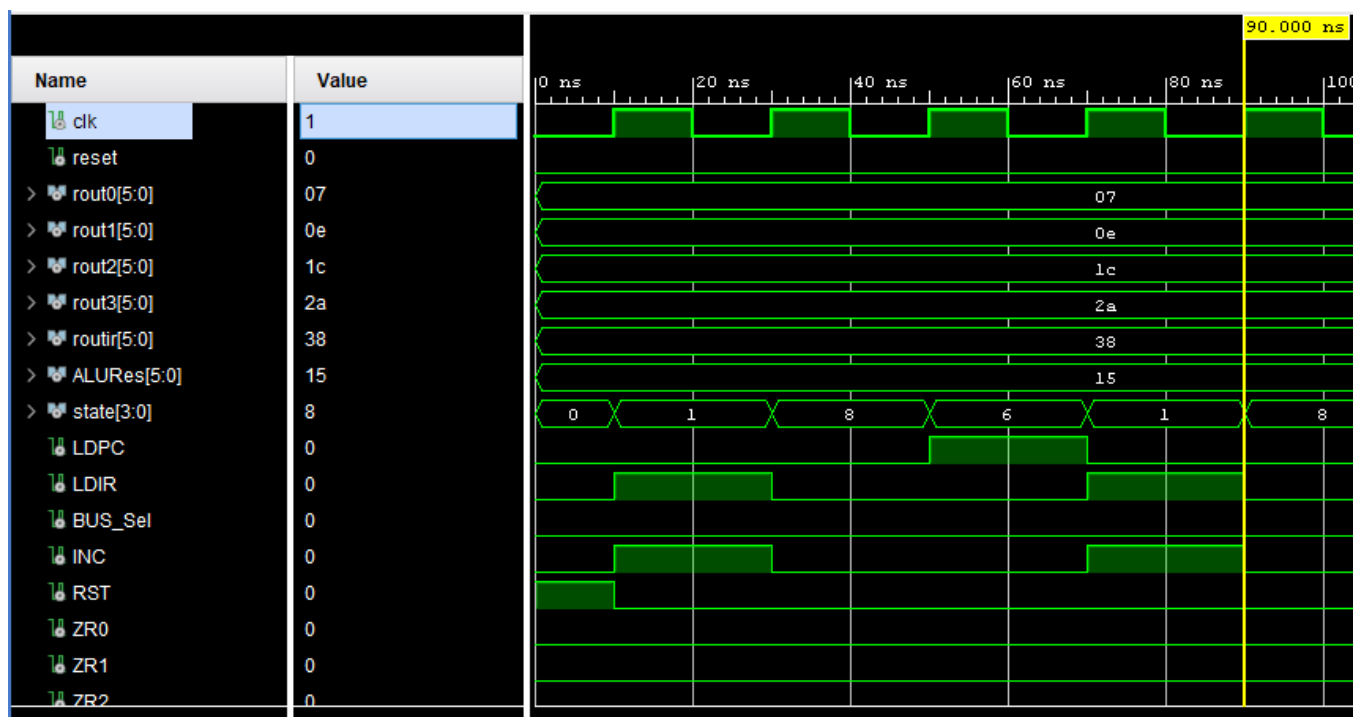 90.000 ns
Name Value 0 ns 20 ns 40 ns 60 ns 80 ns 100
clk 1
reset 0
rout0[5:0] 07 07
rout1[5:0] 0e 0e
rout2[5:0] 1c 1c
rout3[5:0] 2a 2a
routir[5:0] 38 38
ALURes[5:0] 15 15
state[3:0] 8 0 1 8 6 1 8
LDPC 0
LDIR 0
BUS_Sel 0
INC 0
RST 0
ZR0 0
ZR1 0
ZR2 0